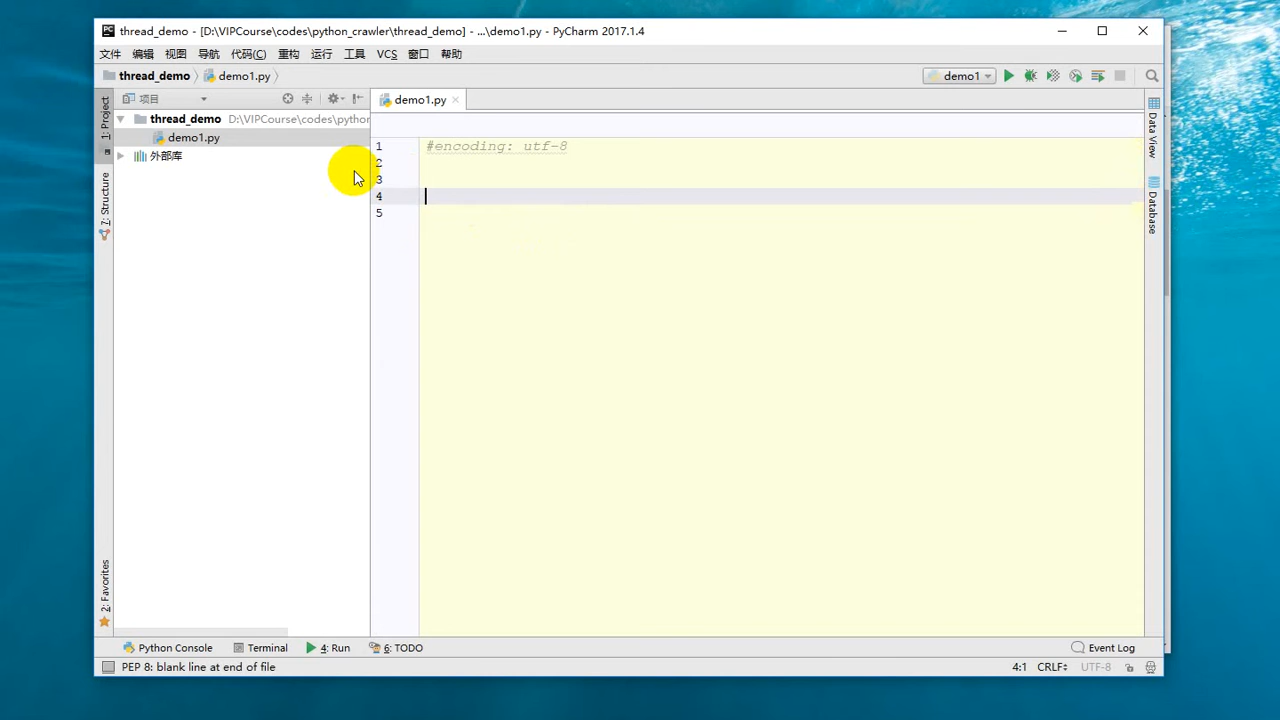 thread_demo - [D:\VIPCourse\codes\python_crawler\thread_demo] - ...\demo1.py - PyCharm 2017.1.4
文件 编辑 视图 导航 代码(C) 重构 运行 工具 VCS 窗口 帮助
thread_demo demo1.py demo1
项目 demo1.py
1: Project
thread_demo D:\VIPCourse\codes\python
demo1.py
外部库
7: Structure
2: Favorites
1 #encoding: utf-8
2
3
4
5
Data View
Database
Python Console Terminal 4: Run 6: TODO Event Log
PEP 8: blank line at end of file 4:1 CRLF UTF-8